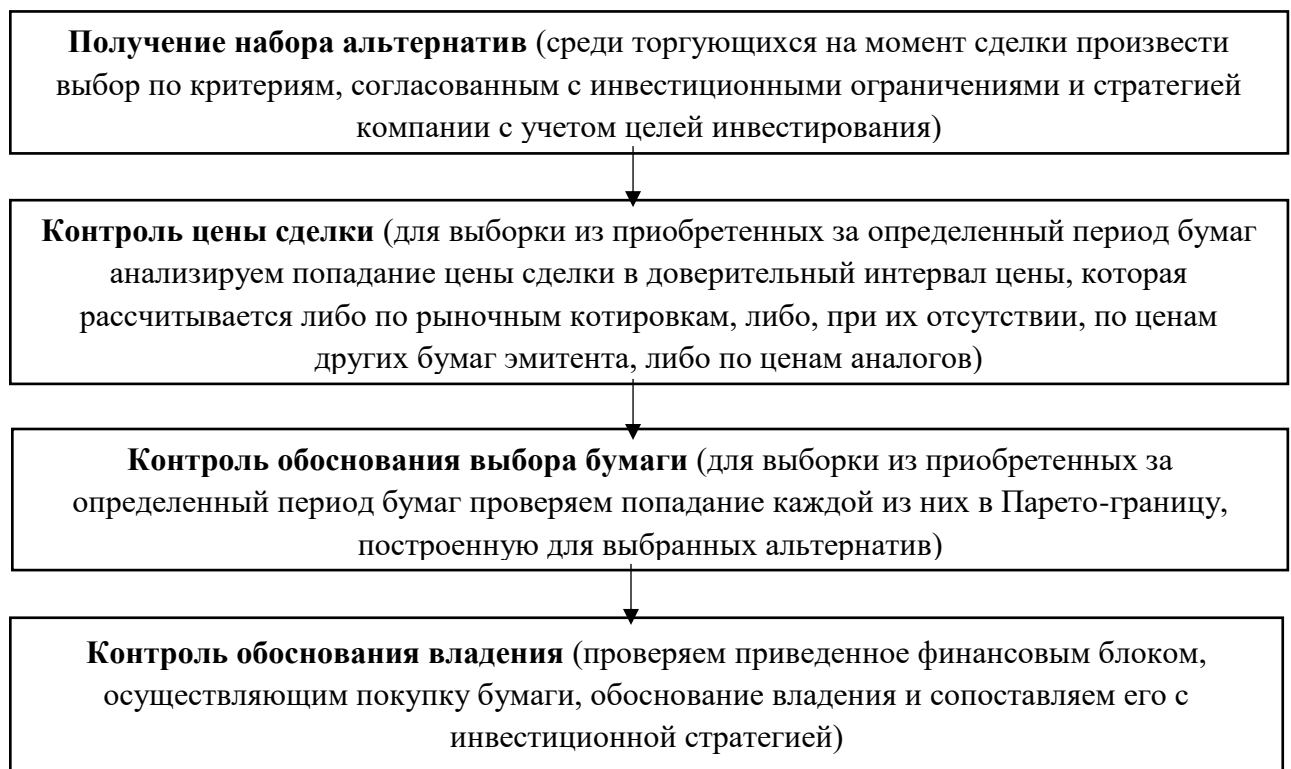 Получение набора альтернатив (среди торгующихся на момент сделки произвести
выбор по критериям, согласованным с инвестиционными ограничениями и стратегией
компании с учетом целей инвестирования)
Контроль цены сделки (для выборки из приобретенных за определенный период бумаг
анализируем попадание цены сделки в доверительный интервал цены, которая
рассчитывается либо по рыночным котировкам, либо, при их отсутствии, по ценам
других бумаг эмитента, либо по ценам аналогов)
Контроль обоснования выбора бумаги (для выборки из приобретенных за
определенный период бумаг проверяем попадание каждой из них в Парето-границу,
построенную для выбранных альтернатив)
Контроль обоснования владения (проверяем приведенное финансовым блоком,
осуществляющим покупку бумаги, обоснование владения и сопоставляем его с
инвестиционной стратегией)